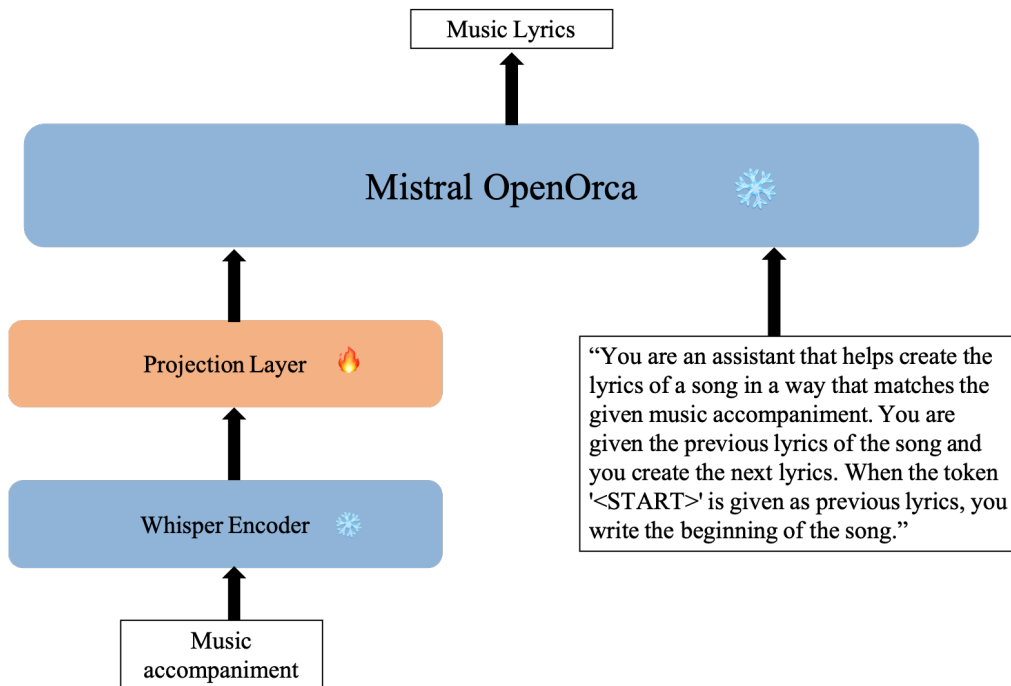 Music Lyrics
Mistral OpenOrca
Projection Layer
“You are an assistant that helps create the
lyrics of a song in a way that matches the
given music accompaniment. You are
given the previous lyrics of the song and
you create the next lyrics. When the token
'<START>' is given as previous lyrics, you
write the beginning of the song.”
Whisper Encoder
Music
accompaniment